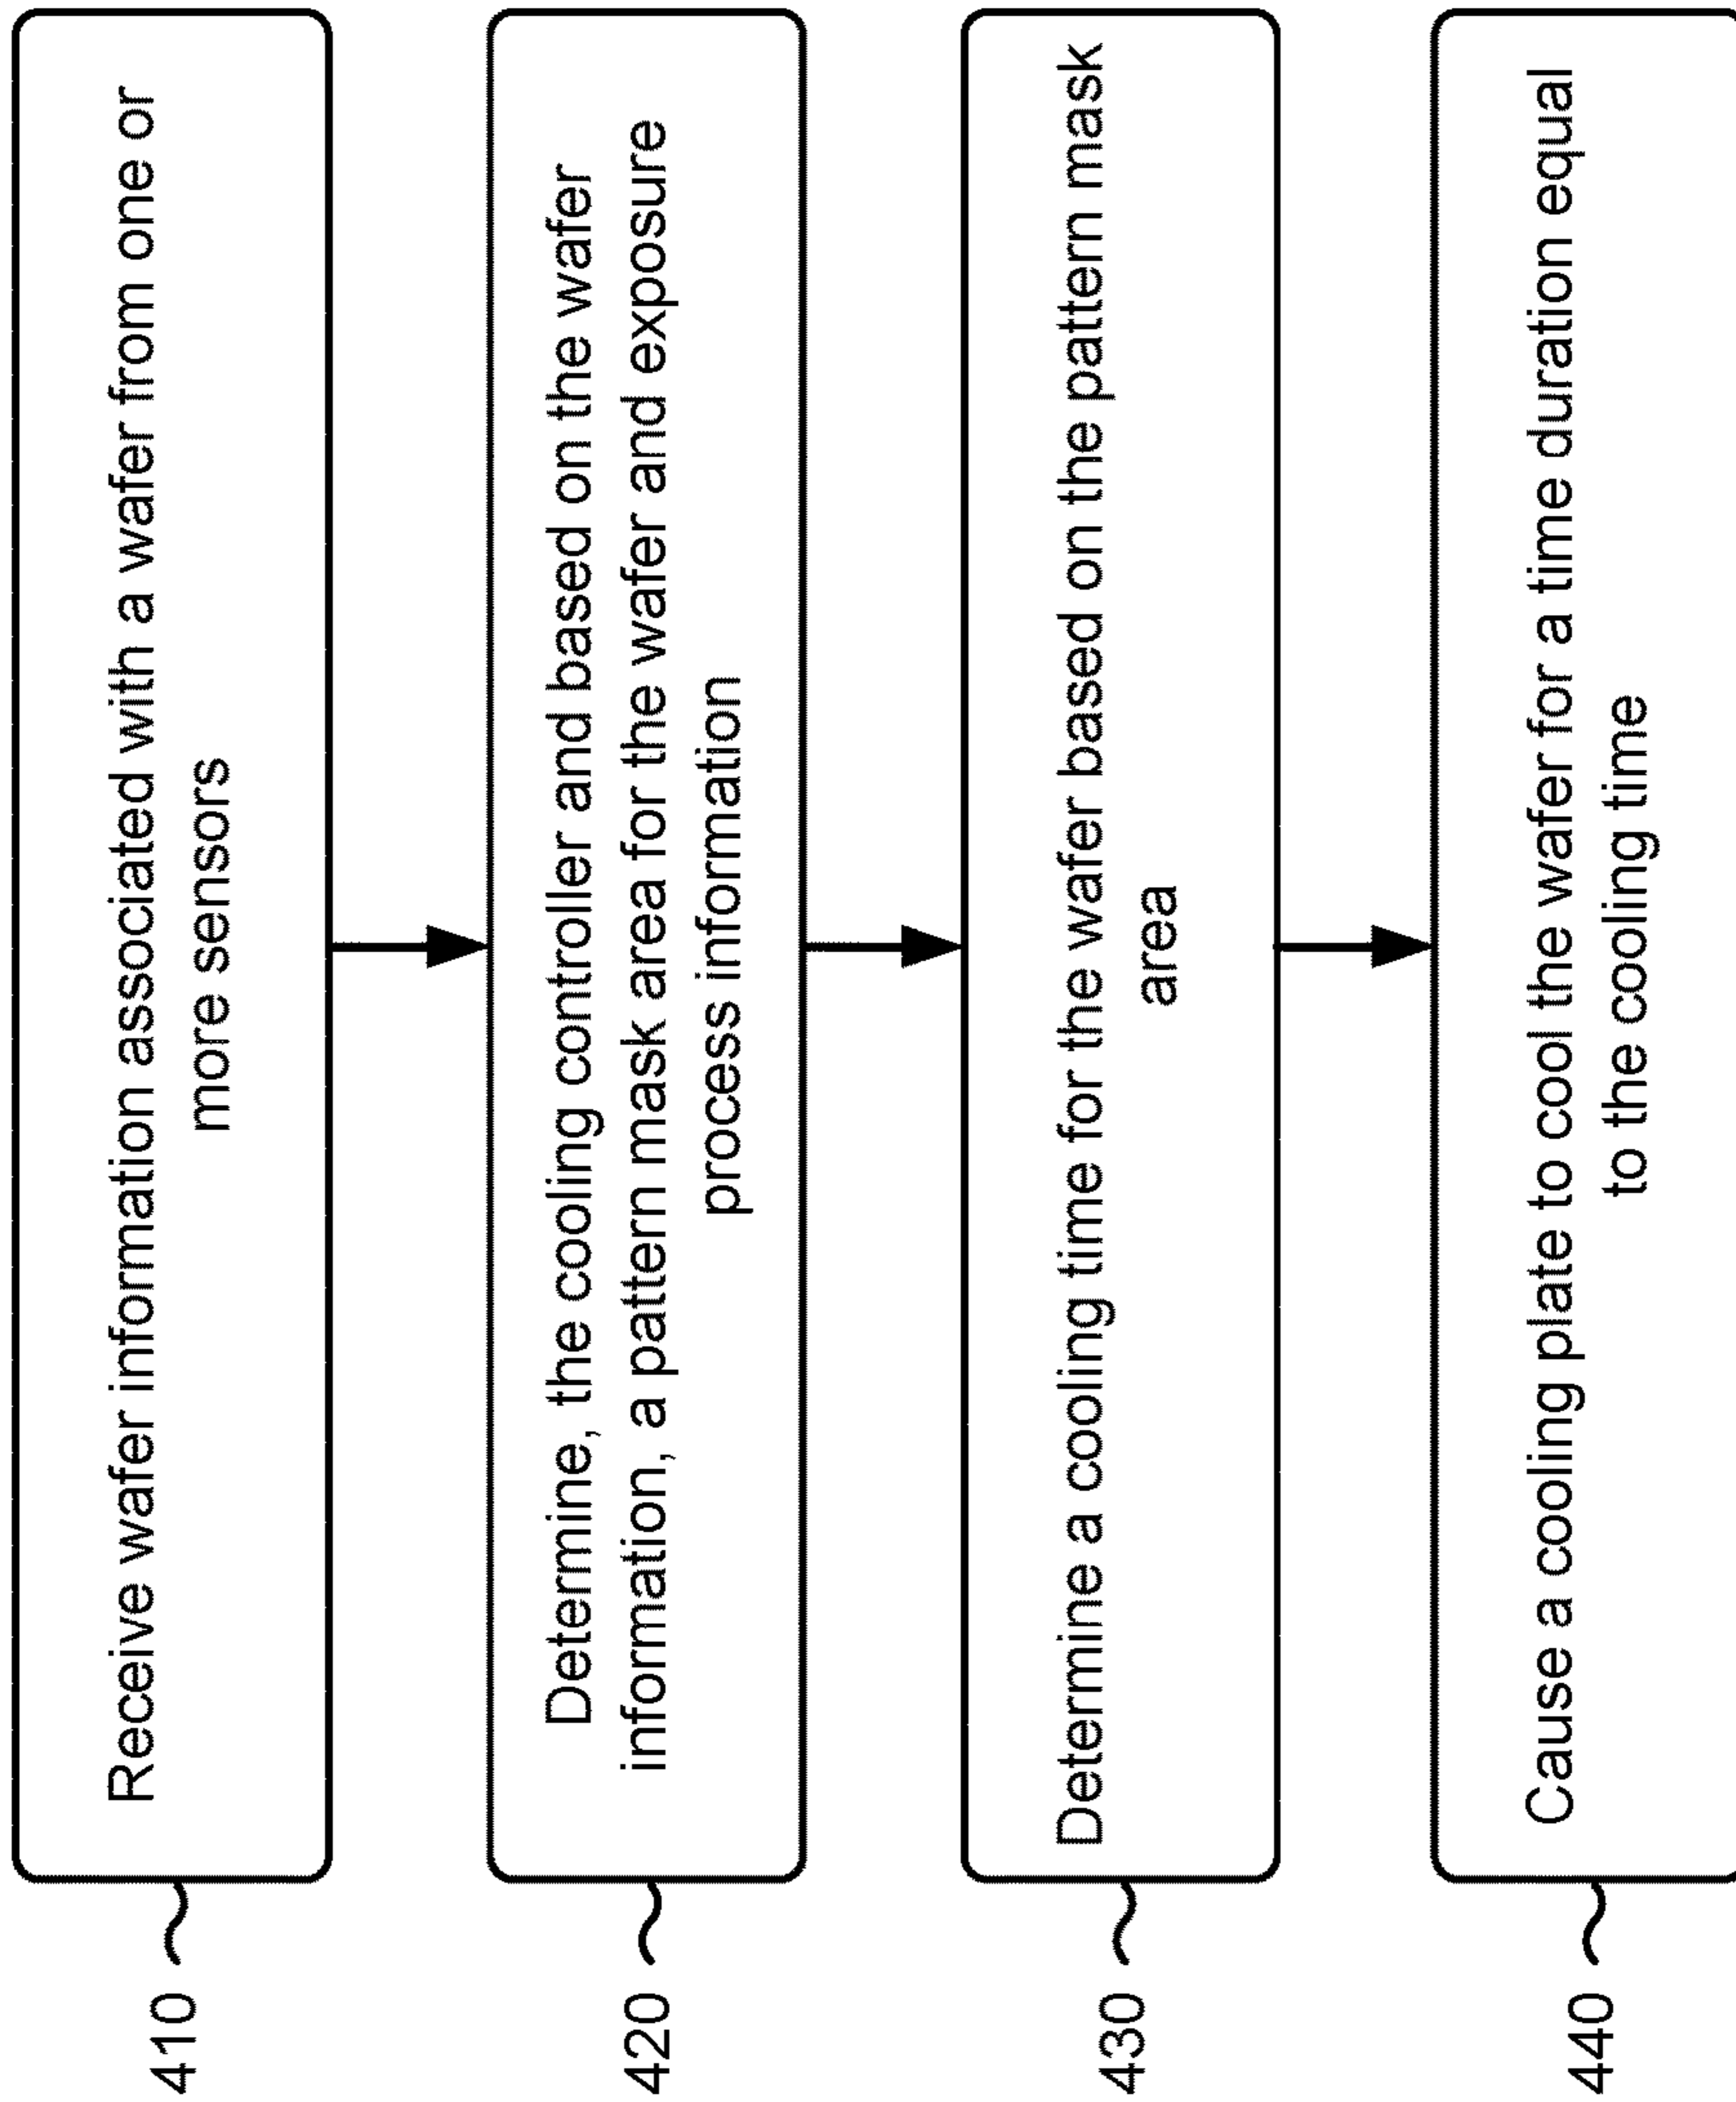 410
Receive wafer information associated with a wafer from one or
more sensors
420
Determine, the cooling controller and based on the wafer
information, a pattern mask area for the wafer and exposure
process information
430
Determine a cooling time for the wafer based on the pattern mask
area
440
Cause a cooling plate to cool the wafer for a time duration equal
to the cooling time